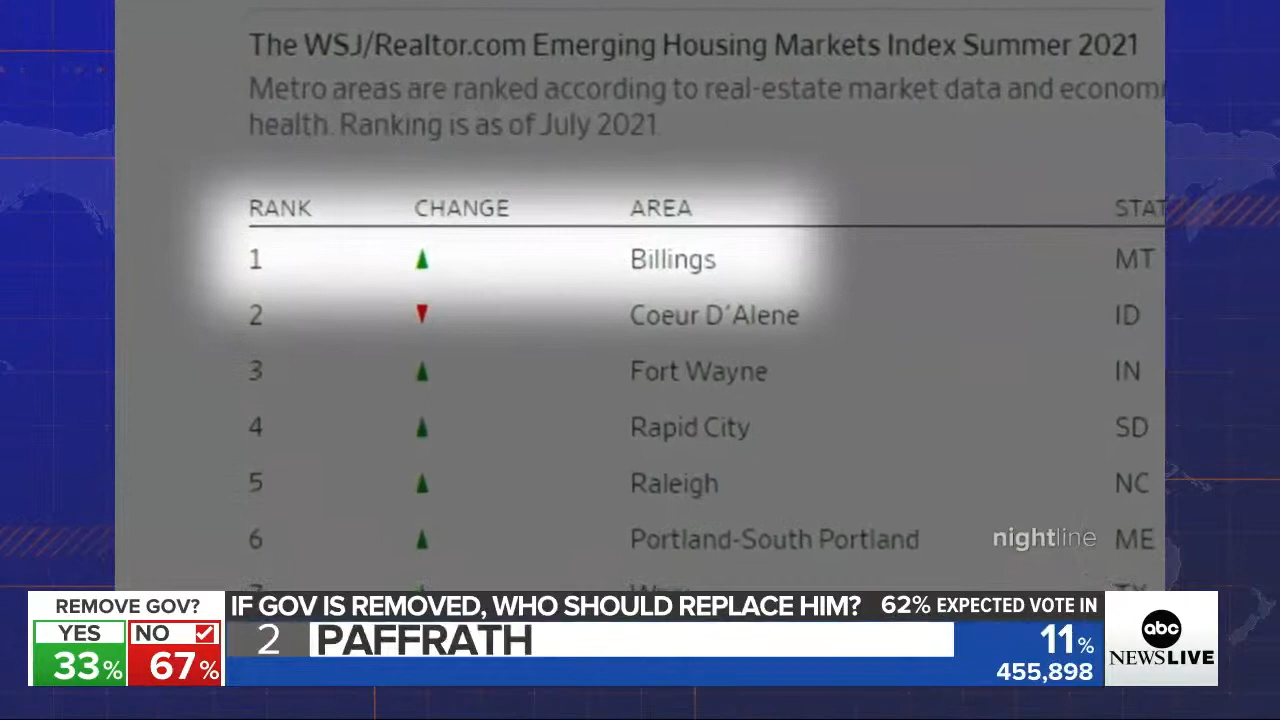 The WSJ/Realtor.com Emerging Housing Markets Index Summer 2021
Metro areas are ranked according to real-estate market data and
health. Ranking is as of July 2021.
RANK CHANGE AREA STAT
1 Billings MT
2 Coeur D'Alene ID
3 Fort Wayne IN
4 Rapid City SD
5 Raleigh NC
6 Portland-South Portland ME
nightline
REMOVE GOV?
YES NO
33% 67%
IF GOV IS REMOVED, WHO SHOULD REPLACE HIM? 62% EXPECTED VOTE IN
2 PAFFRATH 11%
455,898
abc
NEWSLIVE